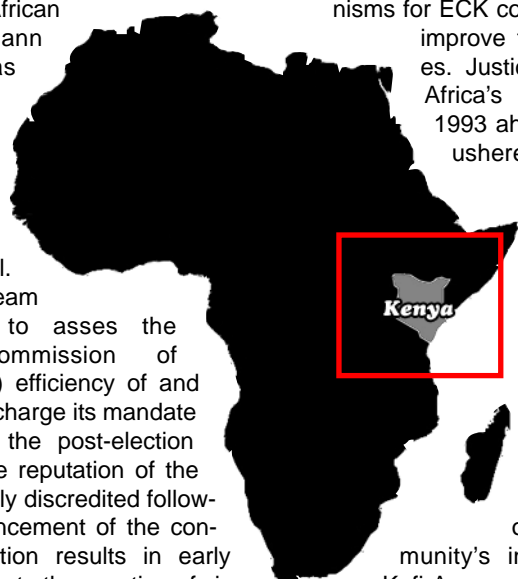 African
ann
as
l.
eam
to asses the
ommission of
) efficiency of and
charge its mandate
the post-election
e reputation of the
ly discredited follow-
ncement of the con-
tion results in early
nisms for ECK co
improve
es. Justic
Africa's
1993 ah
ushere
Kenya
munity's in